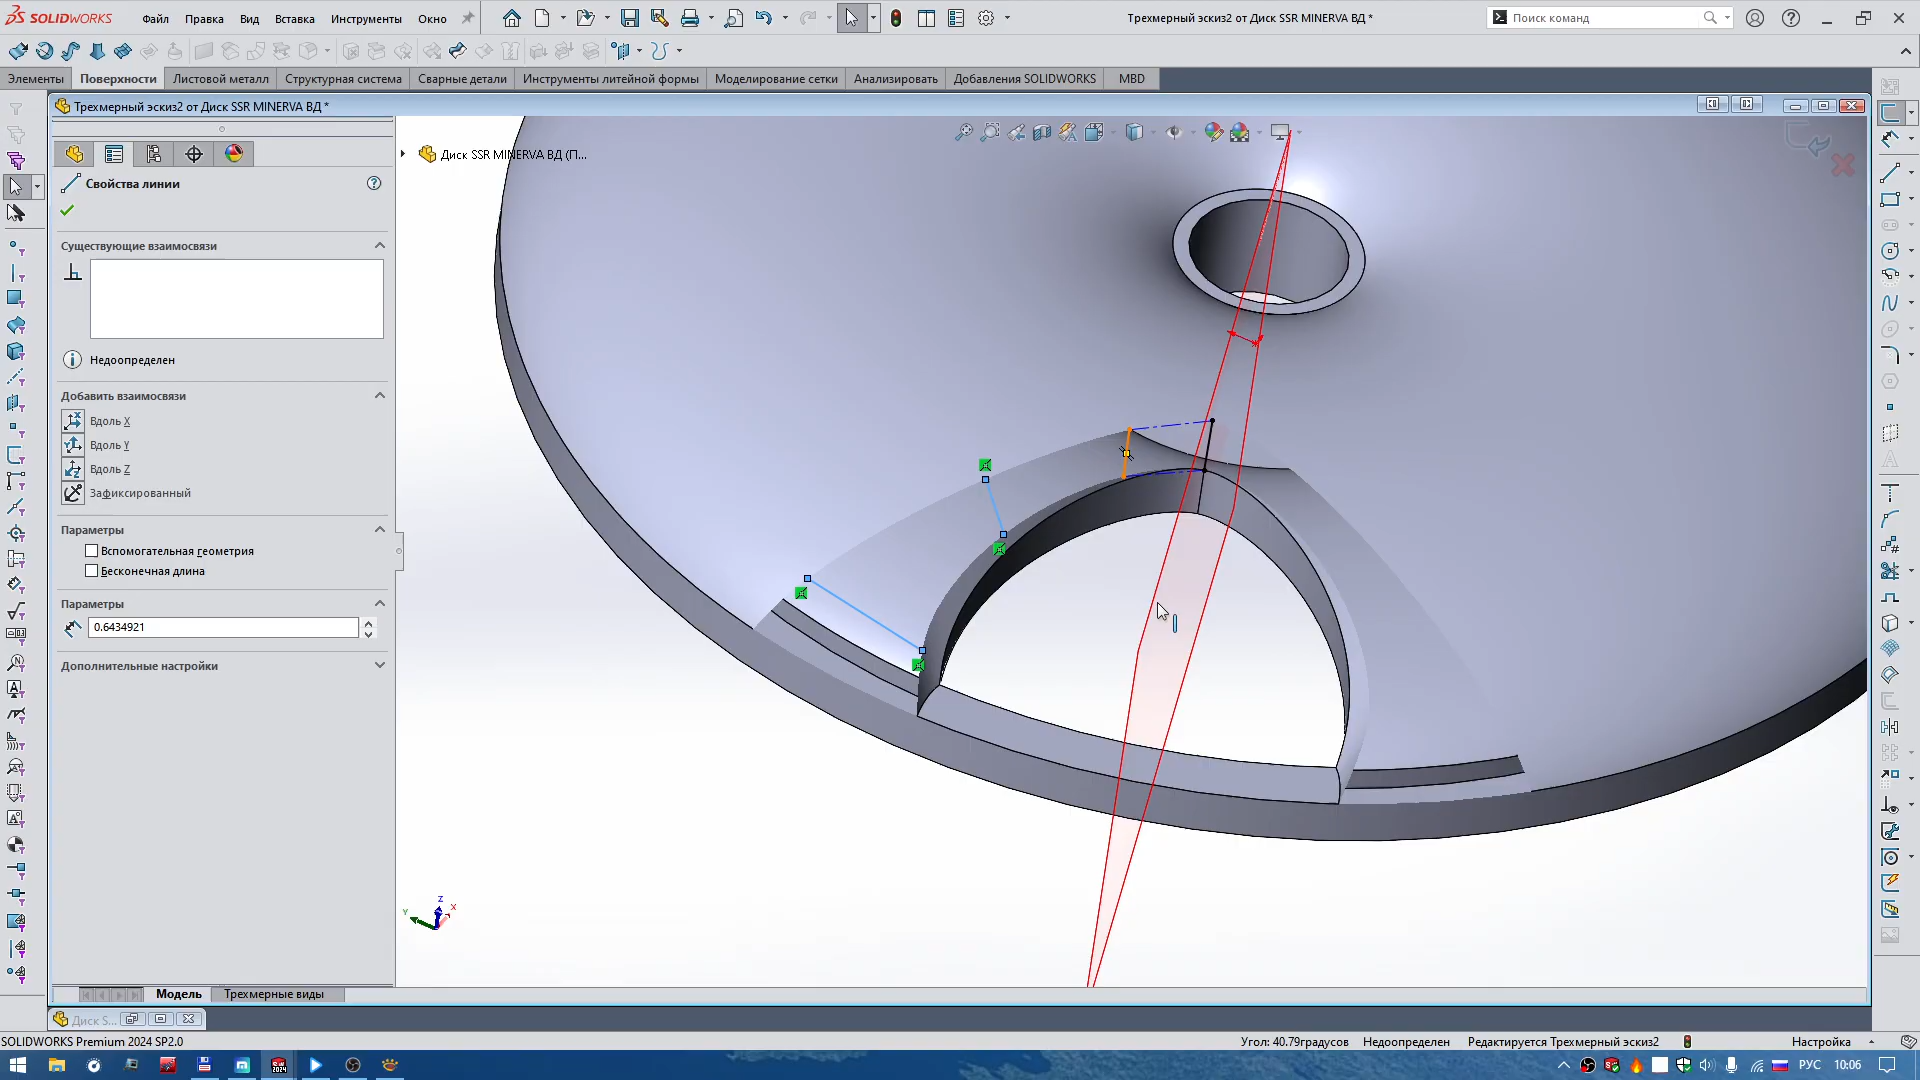 SOLIDWORKS
Файл
Правка
Вид
Вставка
Инструменты
Окно
Трехмерный эскиз2 от Диск SSR MINERVA ВД *
Поиск команд
Элементы
Поверхности
Листовой металл
Структурная система
Сварные детали
Инструменты литейной формы
Моделирование сетки
Анализировать
Добавления SOLIDWORKS
MBD
Трехмерный эскиз2 от Диск SSR MINERVA ВД *
Диск SSR MINERVA ВД (П...
Свойства линии
Существующие взаимосвязи
Недоопределен
Добавить взаимосвязи
Вдоль X
Вдоль Y
Вдоль Z
Зафиксированный
Параметры
Вспомогательная геометрия
Бесконечная длина
Параметры
0.6434921
Дополнительные настройки
Z
Y
X
Модель
Трехмерные виды
Диск S...
SOLIDWORKS Premium 2024 SP2.0
Угол: 40.79градусов
Недоопределен
Редактируется Трехмерный эскиз2
Настройка
РУС
10:06